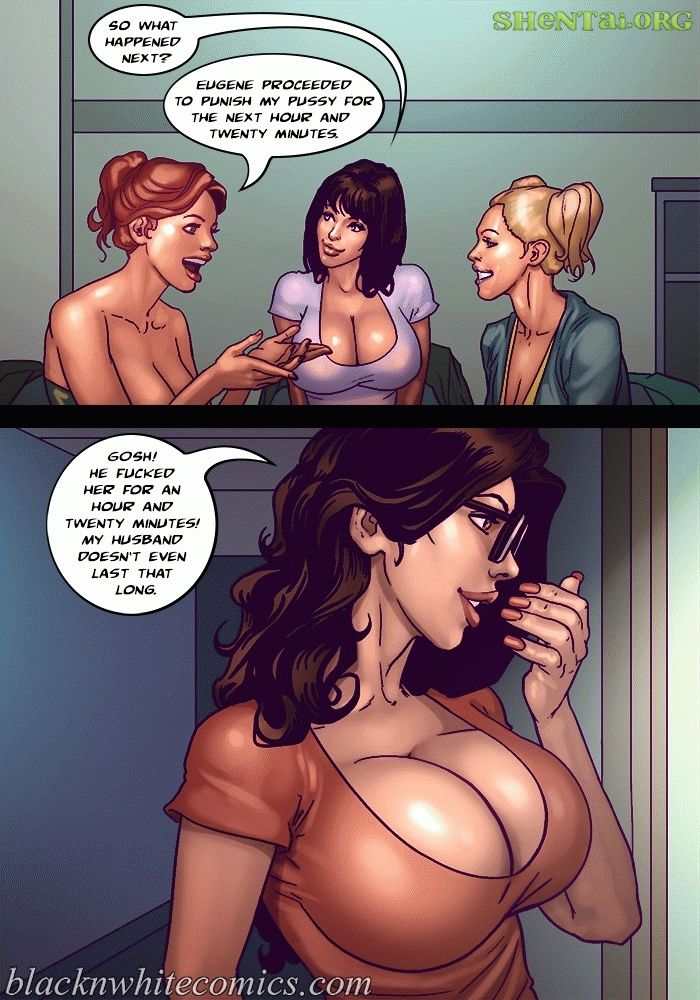 SHENTAI.ORG
SO WHAT
HAPPENED
NEXT?
EUGENE PROCEEDED
TO PUNISH MY PUSSY FOR
THE NEXT HOUR AND
TWENTY MINUTES.
GOSH!
HE FUCKED
HER FOR AN
HOUR AND
TWENTY MINUTES!
MY HUSBAND
DOESN'T EVEN
LAST THAT
LONG.
blacknwhitecomics.com